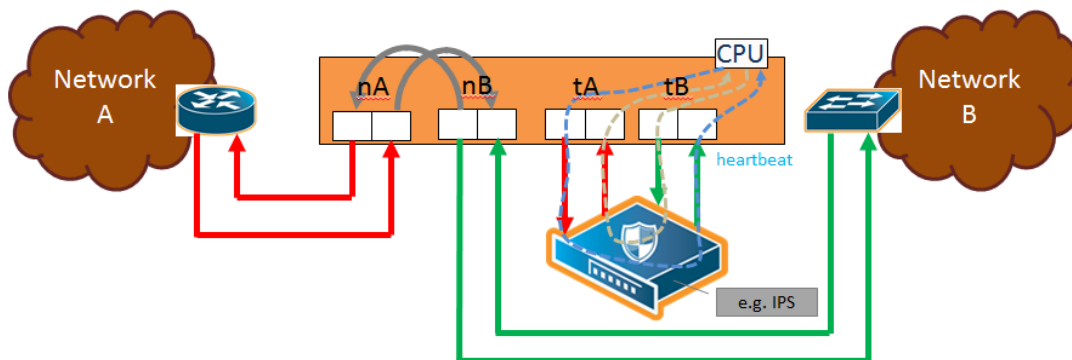 CPU
Network
A
nA
nB
tA
tB
Network
B
heartbeat
e.g. IPS